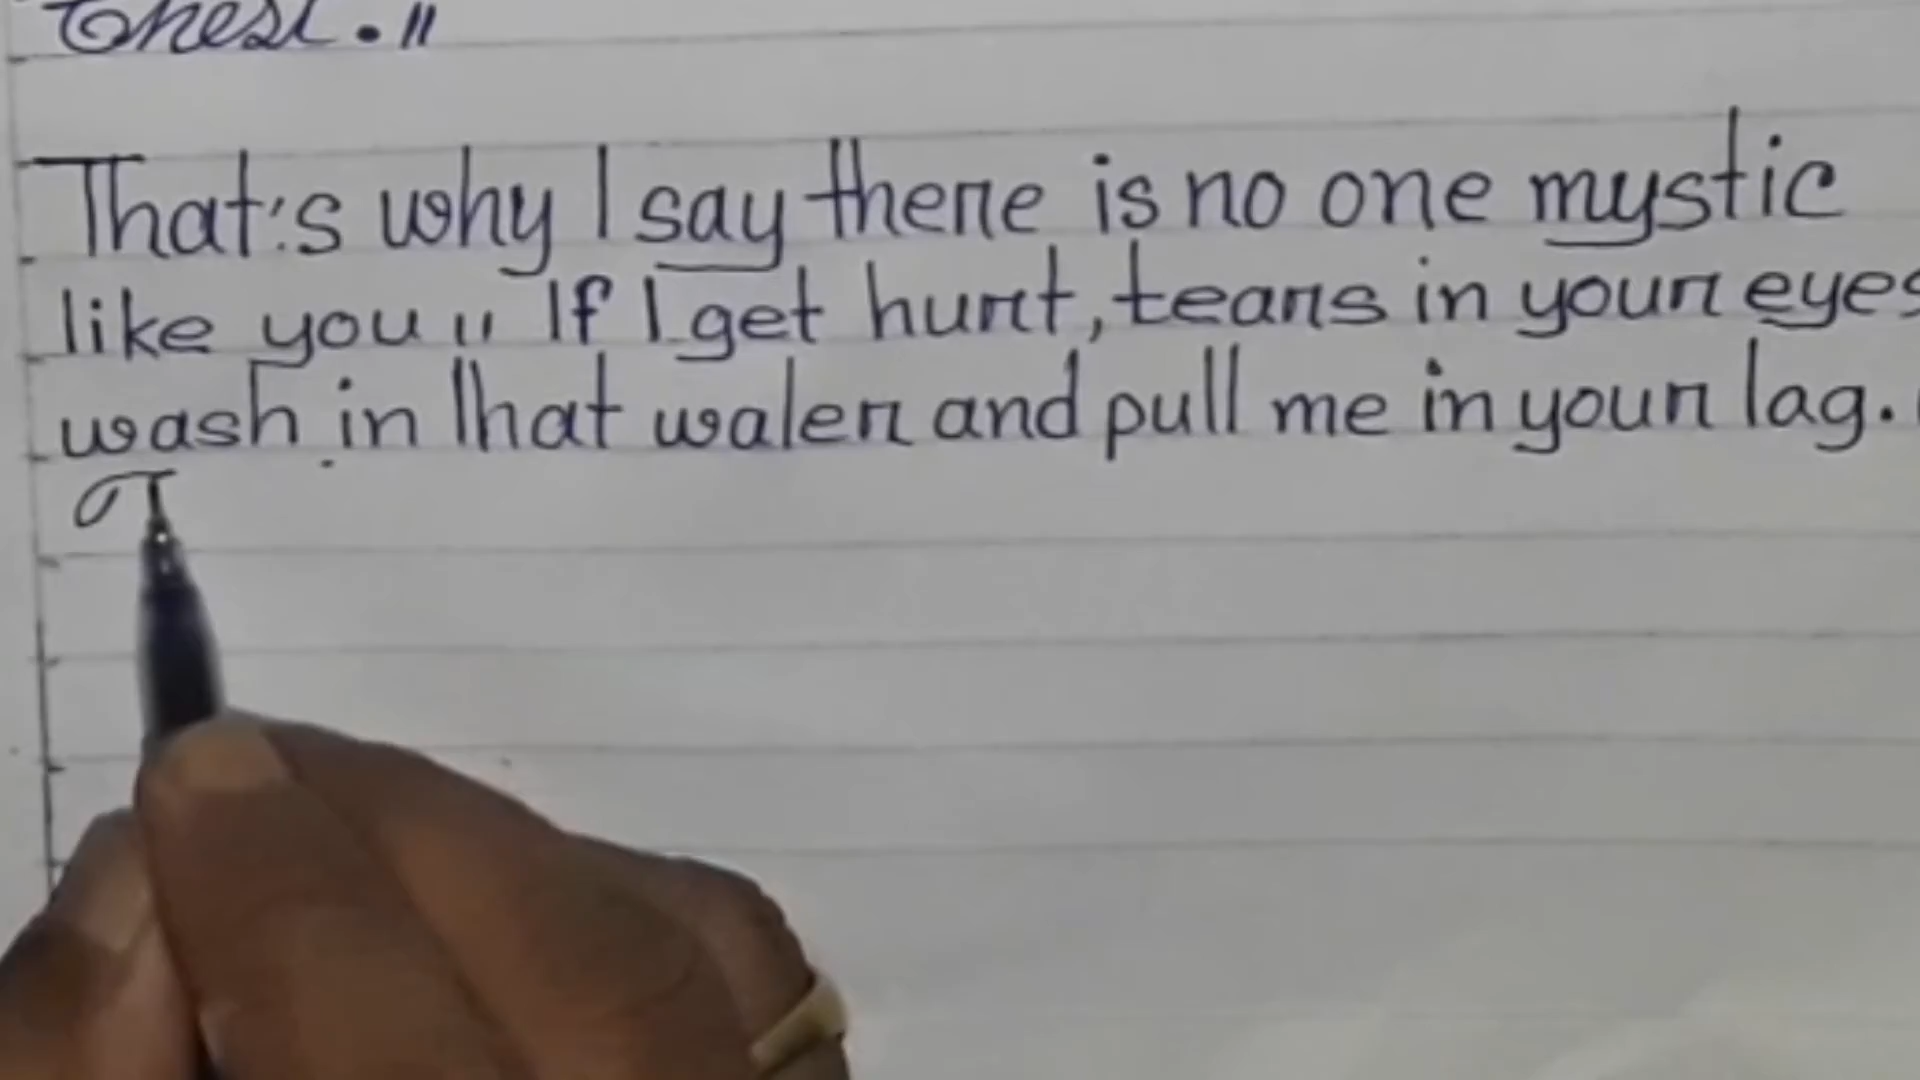 chest. ||
That's why I say there is no one mystic
like you || If I get hurt, tears in your eyes
wash in that water and pull me in your lag.